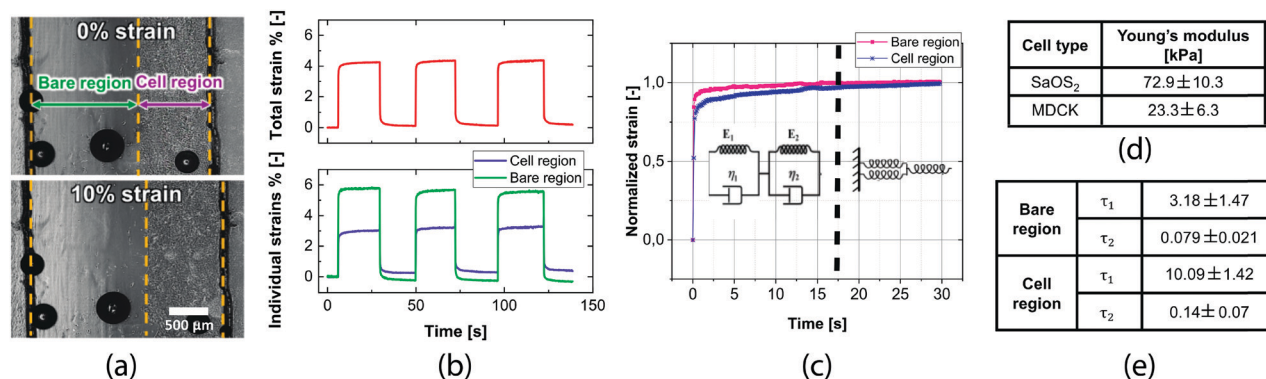 0% strain
Bare region
Cell region
10% strain
500 μm
(a)
Total strain % [-]
6
4
2
0
Individual strains % [-]
Cell region
Bare region
6
4
2
0
0
50
100
150
Time [s]
(b)
Normalized strain [-]
Bare region
Cell region
1.0
0,5
0,0
E1
E2
η1
η2
0
5
10
15
20
25
30
Time [s]
(c)
Cell type
Young's modulus
[kPa]
SaOS2
72.9±10.3
MDCK
23.3±6.3
(d)
Bare
region
τ1
3.18±1.47
τ2
0.079±0.021
Cell
region
τ1
10.09±1.42
τ2
0.14±0.07
(e)